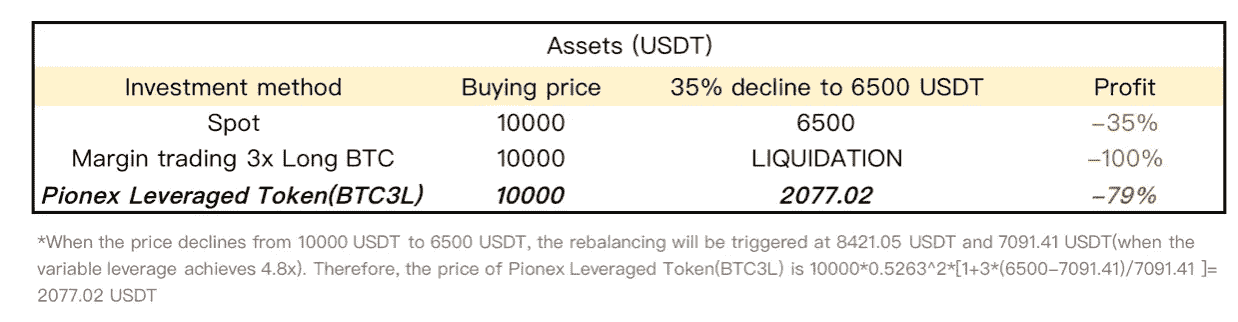 Assets (USDT)
Investment method Buying price 35% decline to 6500 USDT Profit
Spot 10000 6500 –35%
Margin trading 3x Long BTC 10000 LIQUIDATION –100%
Pionex Leveraged Token(BTC3L) 10000 2077.02 –79%
*When the price declines from 10000 USDT to 6500 USDT, the rebalancing will be triggered at 8421.05 USDT and 7091.41 USDT(when the
variable leverage achieves 4.8x). Therefore, the price of Pionex Leveraged Token(BTC3L) is 10000*0.5263^2*[1+3*(6500–7091.41)/7091.41 ]=
2077.02 USDT